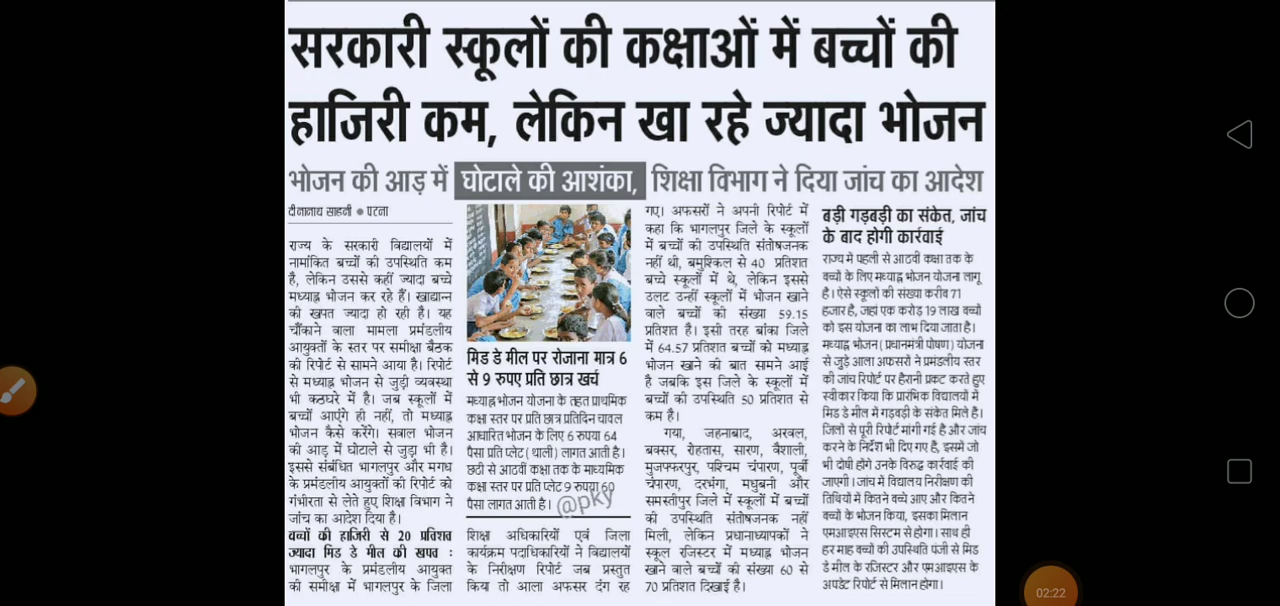 सरकारी स्कूलों की कक्षाओं में बच्चों की
हाजिरी कम, लेकिन खा रहे ज्यादा भोजन
भोजन की आड़ में घोटाले की आशंका, शिक्षा विभाग ने दिया जांच का आदेश
दीनानाथ साहनी ● पटना
राज्य के सरकारी विद्यालयों में
नामांकित बच्चों की उपस्थिति कम
है, लेकिन उससे कहीं ज्यादा बच्चे
मध्याह्न भोजन कर रहे हैं। खाद्यान्न
की खपत ज्यादा हो रही है। यह
चौंकाने वाला मामला प्रमंडलीय
आयुक्तों के स्तर पर समीक्षा बैठक
की रिपोर्ट से सामने आया है। रिपोर्ट
से मध्याह्न भोजन से जुड़ी व्यवस्था
भी कठघरे में है। जब स्कूलों में
बच्चों आएंगे ही नहीं, तो मध्याह्न
भोजन कैसे करेंगे। सवाल भोजन
की आड़ में घोटाले से जुड़ा भी है।
इससे संबंधित भागलपुर और मगध
के प्रमंडलीय आयुक्तों की रिपोर्ट को
गंभीरता से लेते हुए शिक्षा विभाग ने
जांच का आदेश दिया है।
बच्चों की हाजिरी से 20 प्रतिशत
ज्यादा मिड डे मील की खपत :
भागलपुर के प्रमंडलीय आयुक्त
की समीक्षा में भागलपुर के जिला
मिड डे मील पर रोजाना मात्र 6
से 9 रुपए प्रति छात्र खर्च
मध्याह्न भोजन योजना के तहत प्राथमिक
कक्षा स्तर पर प्रति छात्र प्रतिदिन चावल
आधारित भोजन के लिए 6 रुपया 64
पैसा प्रति प्लेट (थाली) लागत आती है।
छठी से आठवीं कक्षा तक के माध्यमिक
कक्षा स्तर पर प्रति प्लेट 9 रुपया 60
पैसा लागत आती है।
@pky
शिक्षा अधिकारियों एवं जिला
कार्यक्रम पदाधिकारियों ने विद्यालयों
के निरीक्षण रिपोर्ट जब प्रस्तुत
किया तो आला अफसर दंग रह
गए। अफसरों ने अपनी रिपोर्ट में
कहा कि भागलपुर जिले के स्कूलों
में बच्चों की उपस्थिति संतोषजनक
नहीं थी, बमुश्किल से 40 प्रतिशत
बच्चे स्कूलों में थे, लेकिन इससे
उलट उन्हीं स्कूलों में भोजन खाने
वाले बच्चों की संख्या 59.15
प्रतिशत है। इसी तरह बांका जिले
में 64.57 प्रतिशत बच्चों को मध्याह्न
भोजन खाने की बात सामने आई
है जबकि इस जिले के स्कूलों में
बच्चों की उपस्थिति 50 प्रतिशत से
कम है।
गया, जहानाबाद, अरवल,
बक्सर, रोहतास, सारण, वैशाली,
मुजफ्फरपुर, पश्चिम चंपारण, पूर्वी
चंपारण, दरभंगा, मधुबनी और
समस्तीपुर जिले में स्कूलों में बच्चों
की उपस्थिति संतोषजनक नहीं
मिली, लेकिन प्रधानाध्यापकों ने
स्कूल रजिस्टर में मध्याह्न भोजन
खाने वाले बच्चों की संख्या 60 से
70 प्रतिशत दिखाई है।
बड़ी गड़बड़ी का संकेत, जांच
के बाद होगी कार्रवाई
राज्य में पहली से आठवीं कक्षा तक के
बच्चों के लिए मध्याह्न भोजन योजना लागू
है। ऐसे स्कूलों की संख्या करीब 71
हजार है, जहां एक करोड़ 19 लाख बच्चों
को इस योजना का लाभ दिया जाता है।
मध्याह्न भोजन (प्रधानमंत्री पोषण) योजना
से जुड़े आला अफसरों ने प्रमंडलीय स्तर
की जांच रिपोर्ट पर हैरानी प्रकट करते हुए
स्वीकार किया कि प्रारंभिक विद्यालयों में
मिड डे मील में गड़बड़ी के संकेत मिले हैं।
जिलों से पूरी रिपोर्ट मांगी गई है और जांच
करने के निर्देश भी दिए गए हैं, इसमें जो
भी दोषी होंगे उनके विरुद्ध कार्रवाई की
जाएगी। जांच में विद्यालय निरीक्षण की
तिथियों में कितने बच्चे आए और कितने
बच्चों के भोजन किया, इसका मिलान
एमआइएस सिस्टम से होगा। साथ ही
हर माह बच्चों की उपस्थिति पंजी से मिड
डे मील के रजिस्टर और एमआइएस के
अपडेट रिपोर्ट से मिलान होगा।
02:22